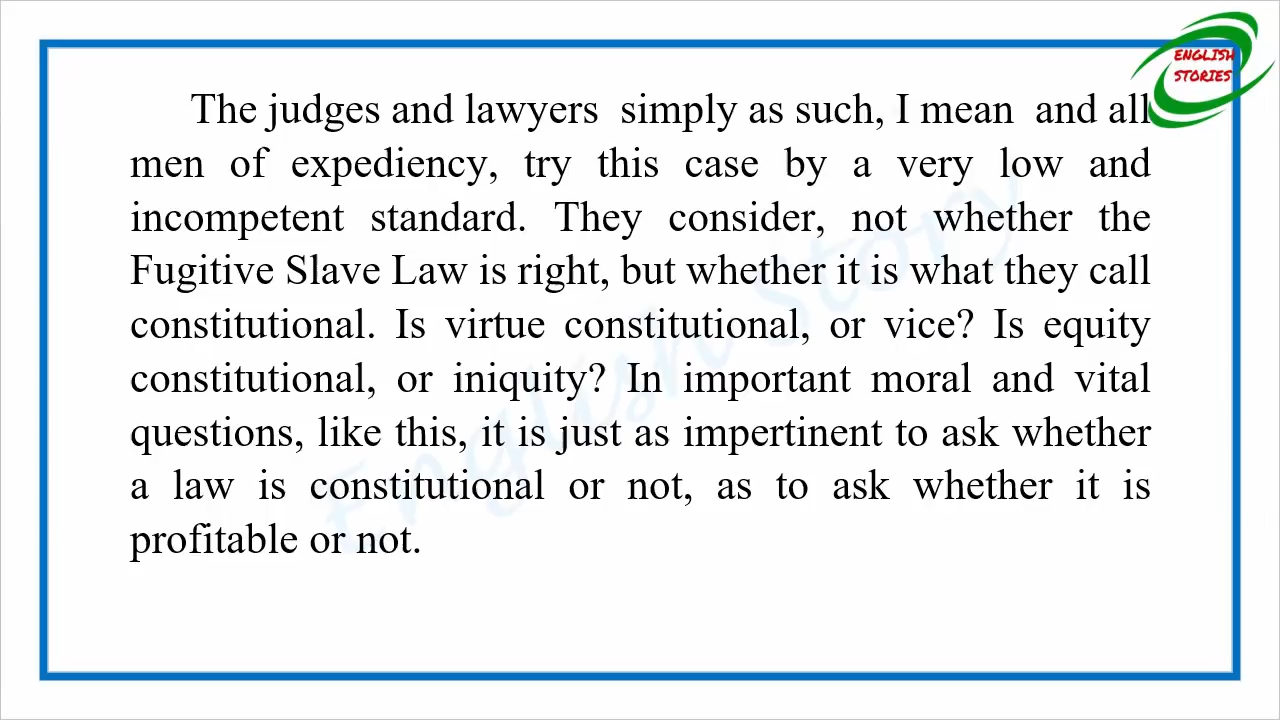 ENGLISH
STORIES
The judges and lawyers  simply as such, I mean  and all
men of expediency, try this case by a very low and
incompetent standard. They consider, not whether the
Fugitive Slave Law is right, but whether it is what they call
constitutional. Is virtue constitutional, or vice? Is equity
constitutional, or iniquity? In important moral and vital
questions, like this, it is just as impertinent to ask whether
a law is constitutional or not, as to ask whether it is
profitable or not.
English Story